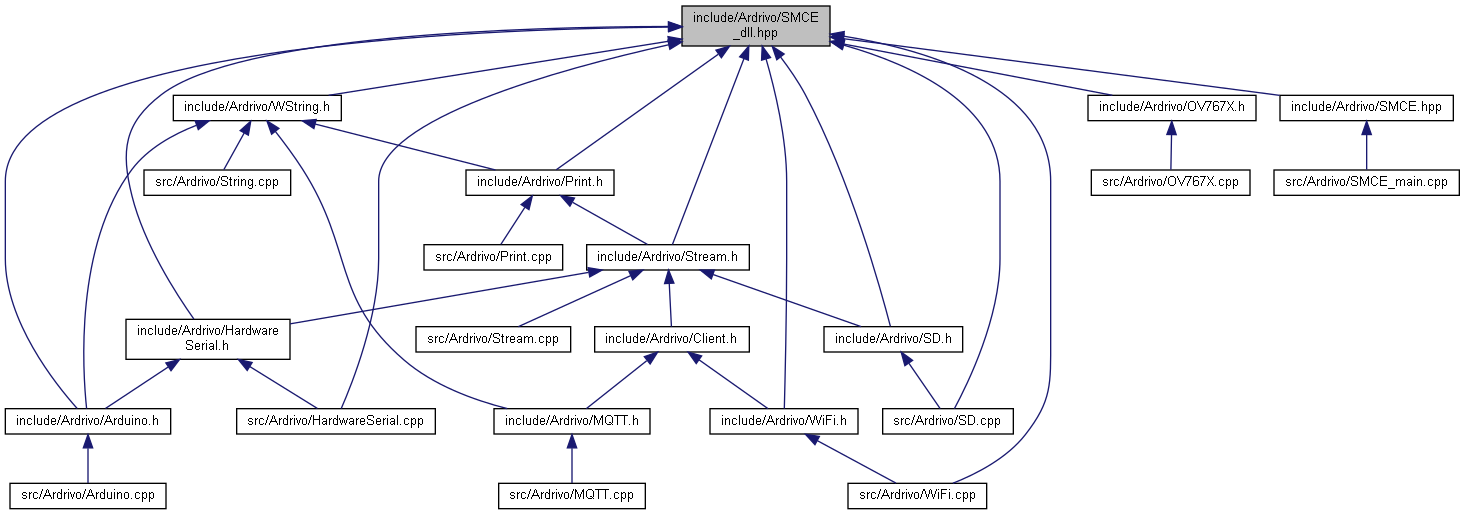 include/Ardrivo/SMCE
_dll.hpp
include/Ardrivo/WString.h
include/Ardrivo/OV767X.h
include/Ardrivo/SMCE.hpp
src/Ardrivo/String.cpp
include/Ardrivo/Print.h
src/Ardrivo/OV767X.cpp
src/Ardrivo/SMCE_main.cpp
src/Ardrivo/Print.cpp
include/Ardrivo/Stream.h
include/Ardrivo/Hardware
Serial.h
src/Ardrivo/Stream.cpp
include/Ardrivo/Client.h
include/Ardrivo/SD.h
include/Ardrivo/Arduino.h
src/Ardrivo/HardwareSerial.cpp
include/Ardrivo/MQTT.h
include/Ardrivo/WiFi.h
src/Ardrivo/SD.cpp
src/Ardrivo/Arduino.cpp
src/Ardrivo/MQTT.cpp
src/Ardrivo/WiFi.cpp